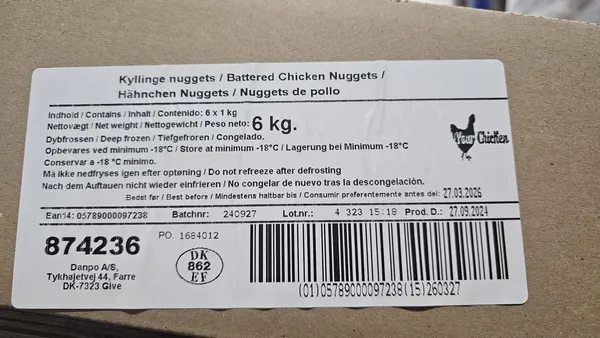 Kyllinge nuggets / Battered Chicken Nuggets /
Hähnchen Nuggets / Nuggets de pollo
Indhold / Contains / Inhalt / Contenido: 6 x 1 kg
Nettovægt / Net weight / Nettogewicht / Peso neto: 6 kg.
Dybfrossen / Deep frozen / Tiefgefroren / Congelado.
Opbevares ved minimum -18°C / Store at minimum -18°C / Lagerung bei Minimum -18°C
Conservar a -18 °C minimo.
Your Chicken
Må ikke nedfryses igen efter optøning / Do not refreeze after defrosting
Nach dem Auftauen nicht wieder einfrieren / No congelar de nuevo tras la descongelación.
Bedst før / Best before / Mindestens haltbar bis / Consumir preferentemente antes del: 27.03.2026
Ean14: 05789000097238 Batchnr: 240927 Lot.nr.: 4 323 15:18 Prod. D.: 27.09.2024
874236
PO. 1684012
Danpo A/S,
Tykhøjetvej 44, Farre
DK-7323 Give
DK
862
EF
(01)05789000097238(15)260327